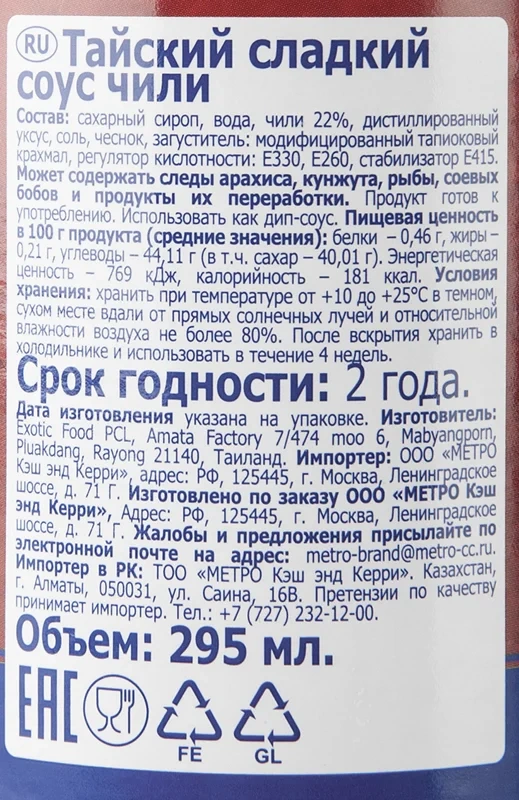 RU Тайский сладкий
соус чили
Состав: сахарный сироп, вода, чили 22%, дистиллированный
уксус, соль, чеснок, загуститель: модифицированный тапиоковый
крахмал, регулятор кислотности: E330, E260, стабилизатор E415.
Может содержать следы арахиса, кунжута, рыбы, соевых
бобов и продукты их переработки. Продукт готов к
употреблению. Использовать как дип-соус. Пищевая ценность
в 100 г продукта (средние значения): белки – 0,46 г, жиры –
0,21 г, углеводы – 44,11 г (в т.ч. сахар – 40,01 г). Энергетическая
ценность – 769 кДж, калорийность – 181 ккал. Условия
хранения: хранить при температуре от +10 до +25°C в темном,
сухом месте вдали от прямых солнечных лучей и относительной
влажности воздуха не более 80%. После вскрытия хранить в
холодильнике и использовать в течение 4 недель.
Срок годности: 2 года.
Дата изготовления указана на упаковке. Изготовитель:
Exotic Food PCL, Amata Factory 7/474 moo 6, Mabyangporn,
Pluakdang, Rayong 21140, Таиланд. Импортер: ООО «МЕТРО
Кэш энд Керри», адрес: РФ, 125445, г. Москва, Ленинградское
шоссе, д. 71 Г. Изготовлено по заказу ООО «МЕТРО Кэш
энд Керри», Адрес: РФ, 125445, г. Москва, Ленинградское
шоссе, д. 71 Г. Жалобы и предложения присылайте по
электронной почте на адрес: metro-brand@metro-cc.ru.
Импортер в РК: ТОО «МЕТРО Кэш энд Керри». Казахстан,
г. Алматы, 050031, ул. Саина, 16В. Претензии по качеству
принимает импортер. Тел.: +7 (727) 232-12-00.
Объем: 295 мл.
EAC
FE
GL